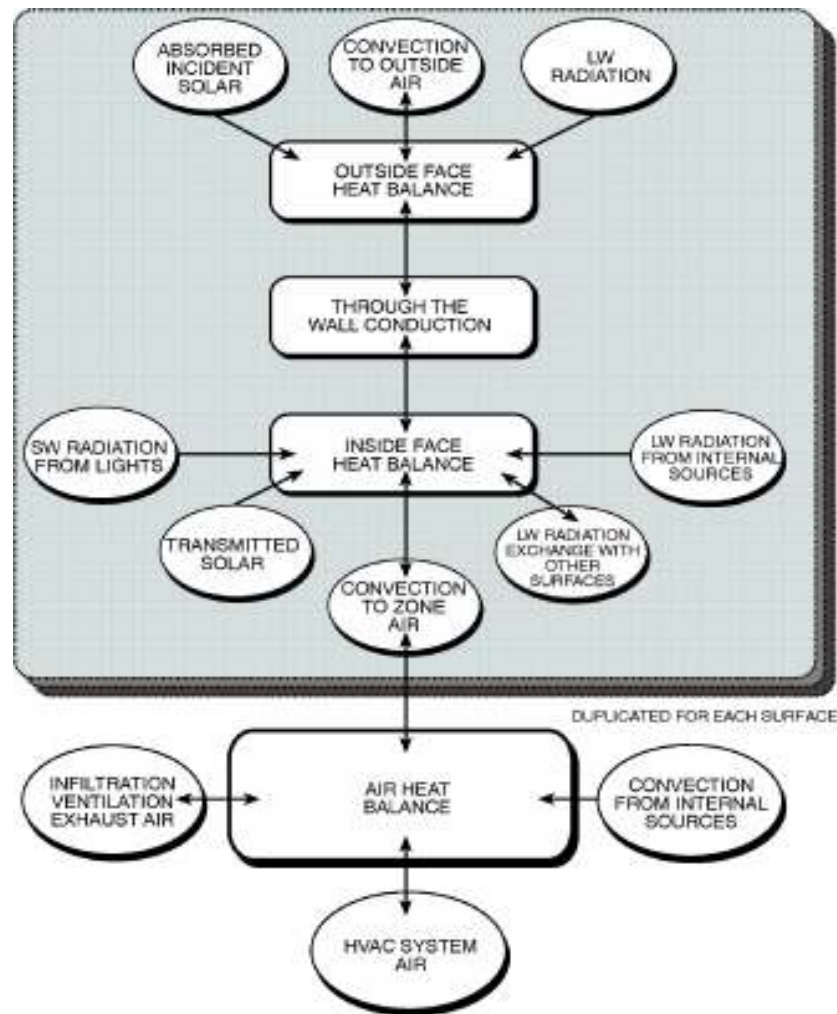 ABSORBED
INCIDENT
SOLAR
CONVECTION
TO OUTSIDE
AIR
LW
RADIATION
OUTSIDE FACE
HEAT BALANCE
THROUGH THE
WALL CONDUCTION
SW RADIATION
FROM LIGHTS
INSIDE FACE
HEAT BALANCE
LW RADIATION
FROM INTERNAL
SOURCES
TRANSMITTED
SOLAR
LW RADIATION
EXCHANGE WITH
OTHER
SURFACES
CONVECTION
TO ZONE
AIR
DUPLICATED FOR EACH SURFACE
INFILTRATION
VENTILATION
EXHAUST AIR
AIR HEAT
BALANCE
CONVECTION
FROM INTERNAL
SOURCES
HVAC SYSTEM
AIR